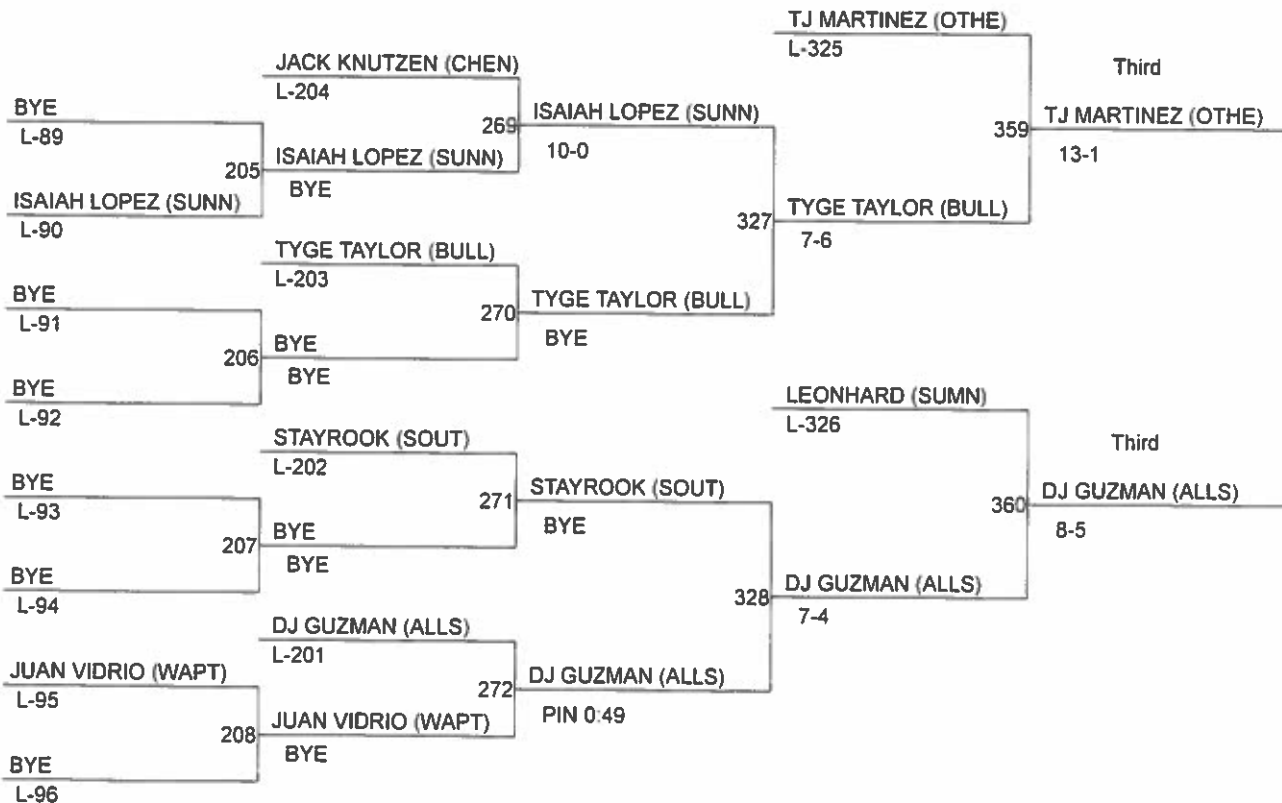 BYE
L-89
205
ISAIAH LOPEZ (SUNN)
L-90
BYE
L-91
206
BYE
L-92
BYE
L-93
207
BYE
L-94
JUAN VIDRIO (WAPT)
L-95
208
BYE
L-96
JACK KNUTZEN (CHEN)
L-204
269
ISAIAH LOPEZ (SUNN)
BYE
TYGE TAYLOR (BULL)
L-203
270
BYE
BYE
STAYROOK (SOUT)
L-202
271
BYE
BYE
DJ GUZMAN (ALLS)
L-201
272
JUAN VIDRIO (WAPT)
BYE
ISAIAH LOPEZ (SUNN)
10-0
327
TYGE TAYLOR (BULL)
BYE
STAYROOK (SOUT)
BYE
328
DJ GUZMAN (ALLS)
PIN 0:49
TJ MARTINEZ (OTHE)
L-325
359
TYGE TAYLOR (BULL)
7-6
LEONHARD (SUMN)
L-326
360
DJ GUZMAN (ALLS)
7-4
Third
TJ MARTINEZ (OTHE)
13-1
Third
DJ GUZMAN (ALLS)
8-5